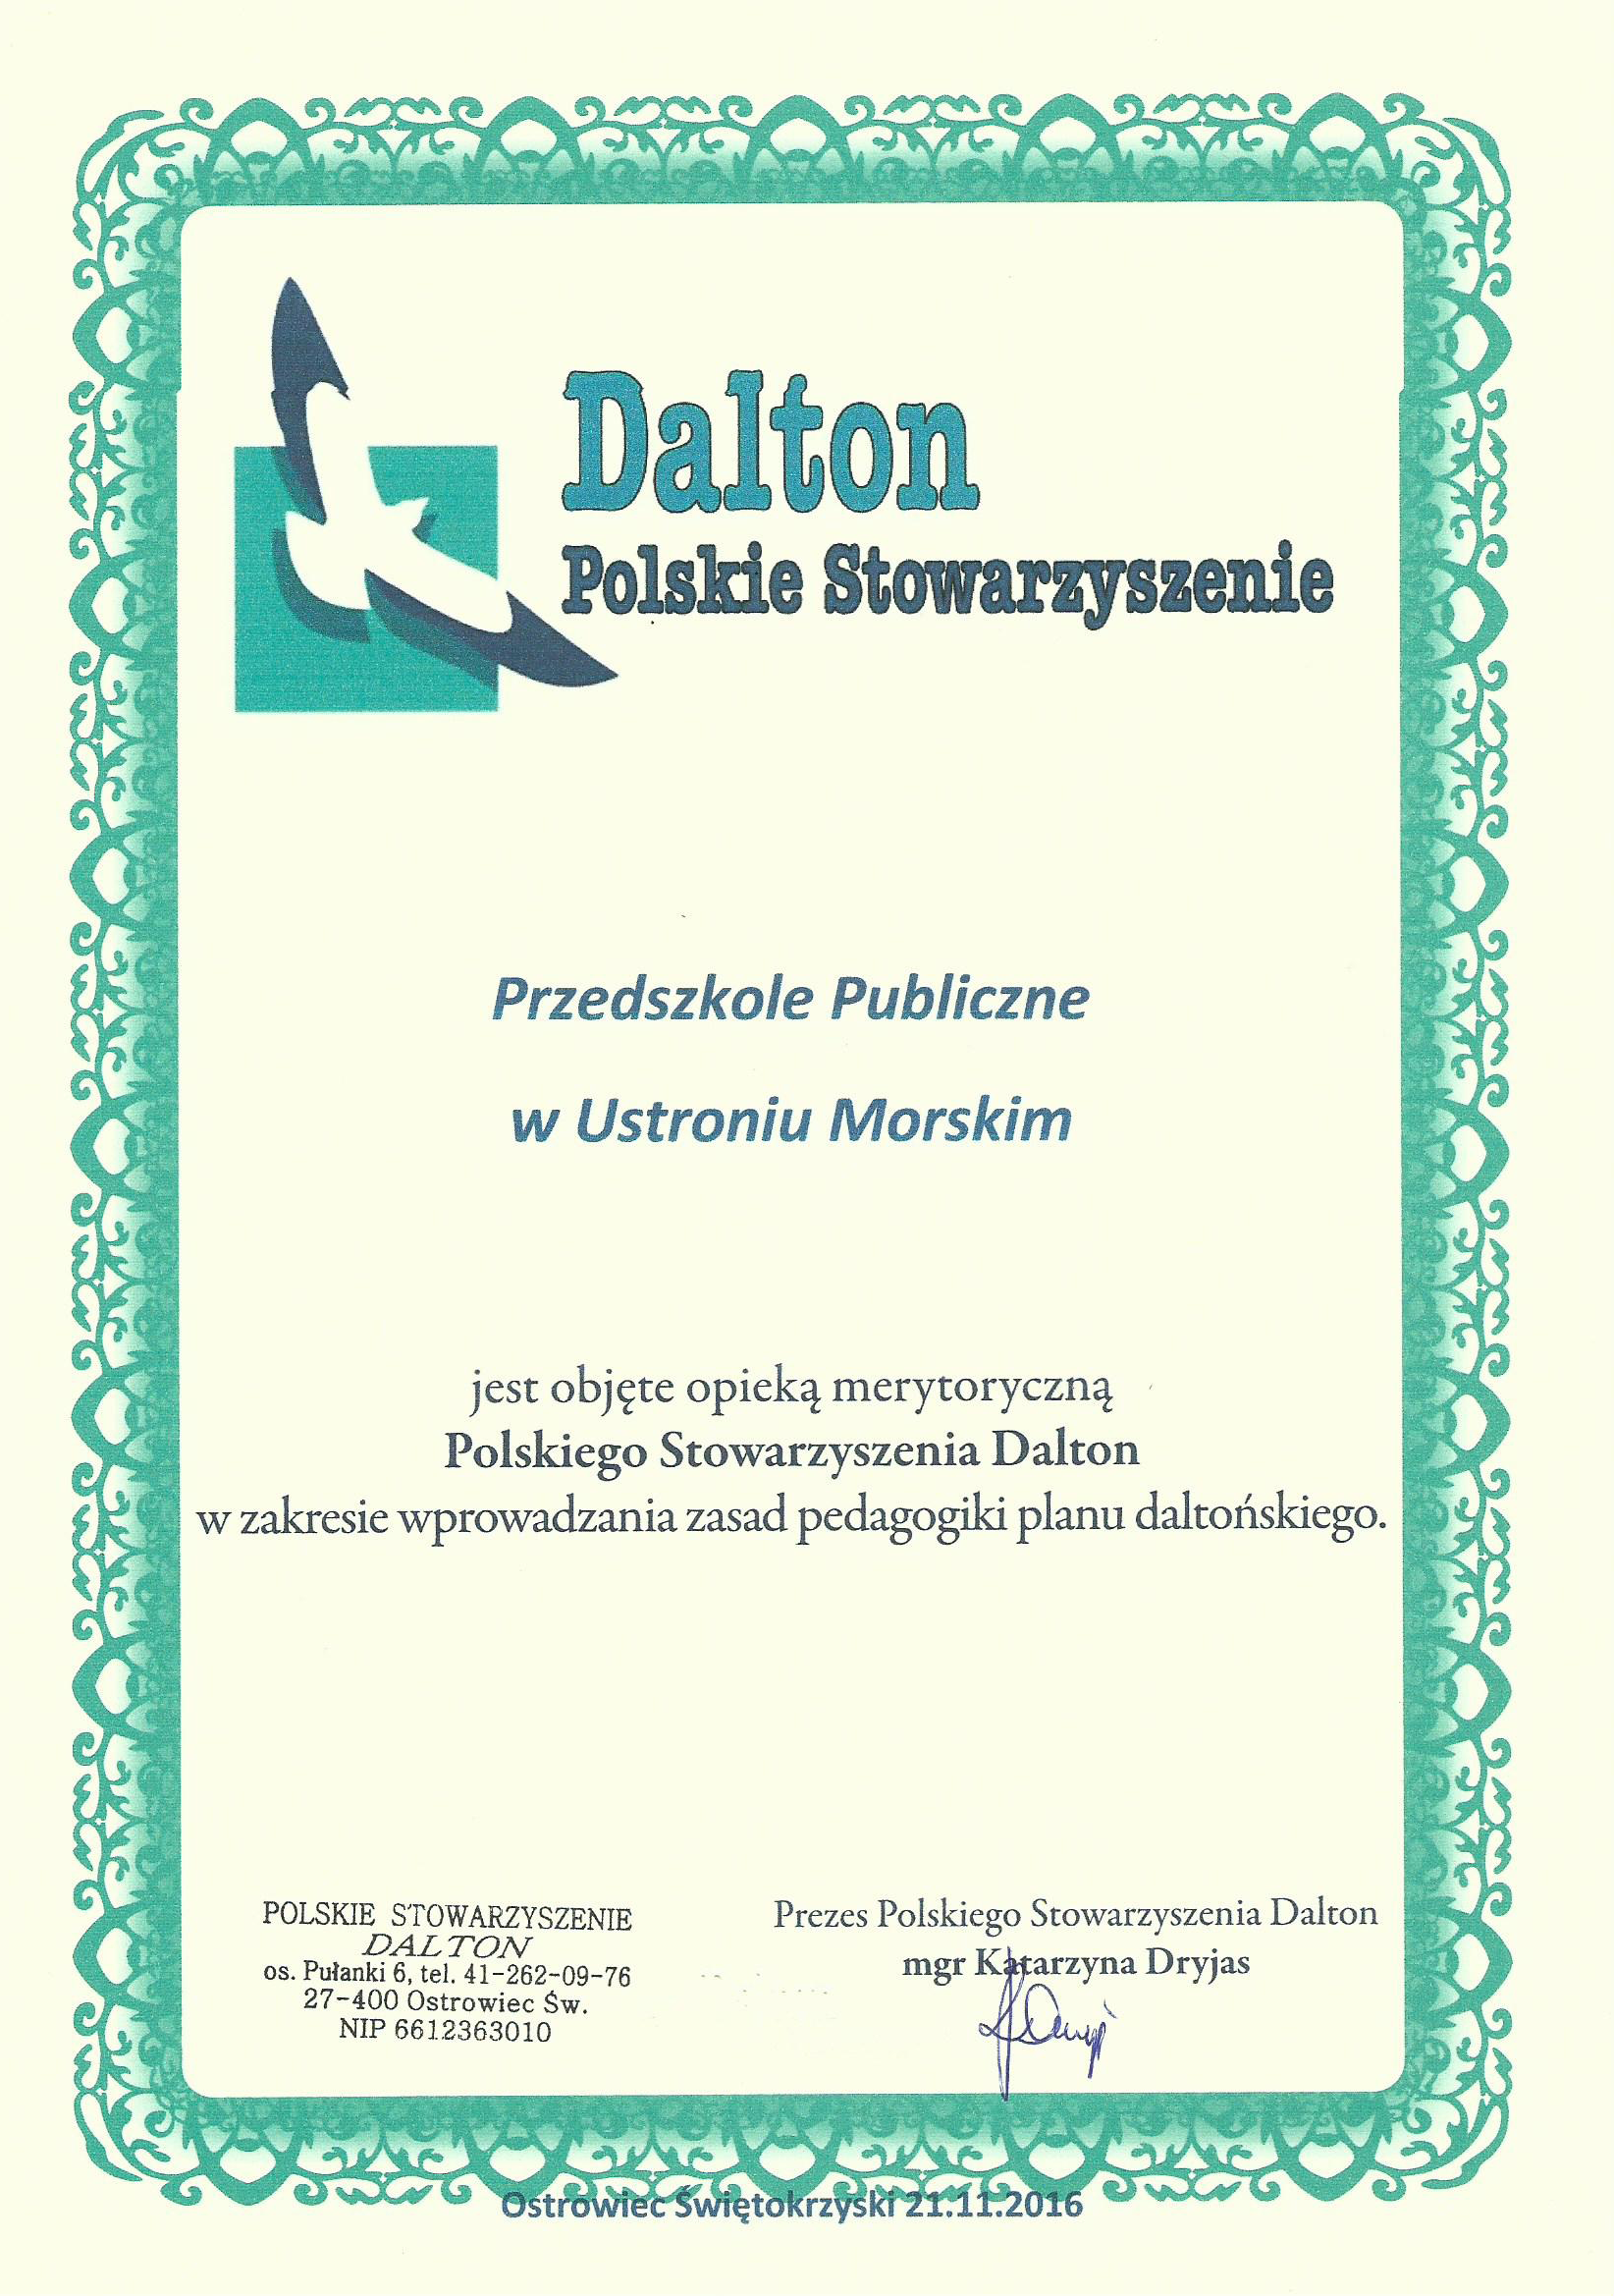 Dalton
Polskie Stowarzyszenie
Przedszkole Publiczne
w Ustroniu Morskim
jest objęte opieką merytoryczną
Polskiego Stowarzyszenia Dalton
w zakresie wprowadzania zasad pedagogiki planu daltońskiego.
POLSKIE STOWARZYSZENIE
DALTON
os. Pułanki 6, tel. 41-262-09-76
27-400 Ostrowiec Św.
NIP 6612363010
Prezes Polskiego Stowarzyszenia Dalton
mgr Katarzyna Dryjas
Ostrowiec Świętokrzyski 21.11.2016